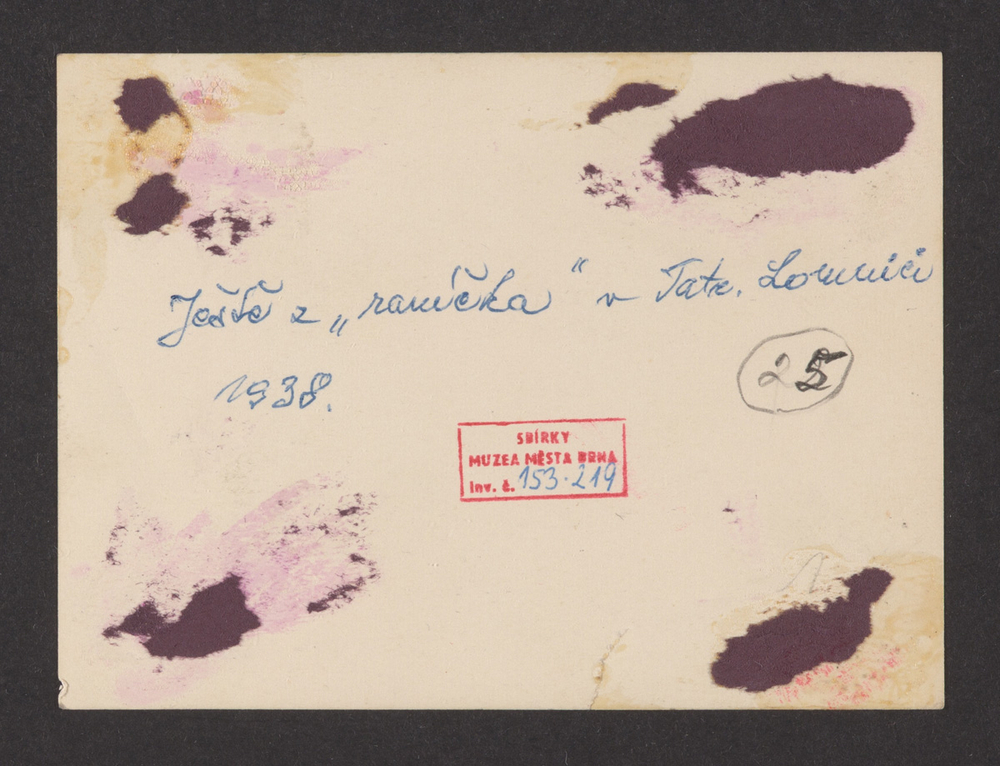 Ještě z „raníčka“ v Tatr. Lomnici
1938.
25
SBÍRKY
MUZEA MĚSTA BRNA
inv. č. 153·219